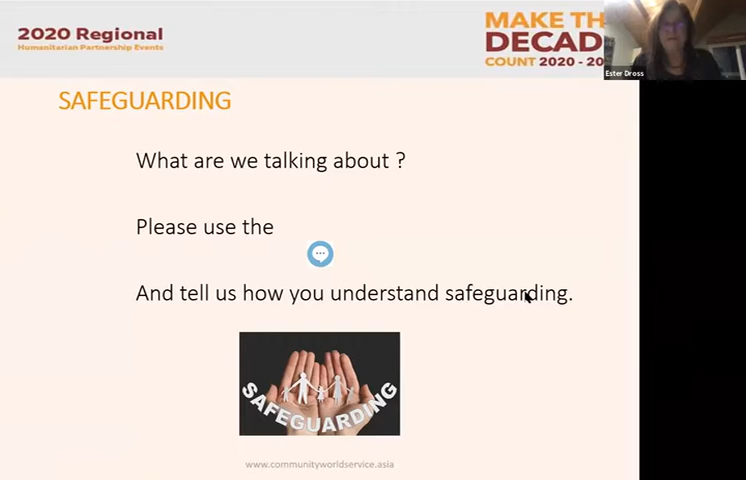 2020 Regional
Humanitarian Partnership Events
MAKE TH
DECAD
COUNT 2020 - 20
Ester Dross
SAFEGUARDING
What are we talking about ?
Please use the
And tell us how you understand safeguarding.
SAFEGUARDING
www.communityworldservice.asia